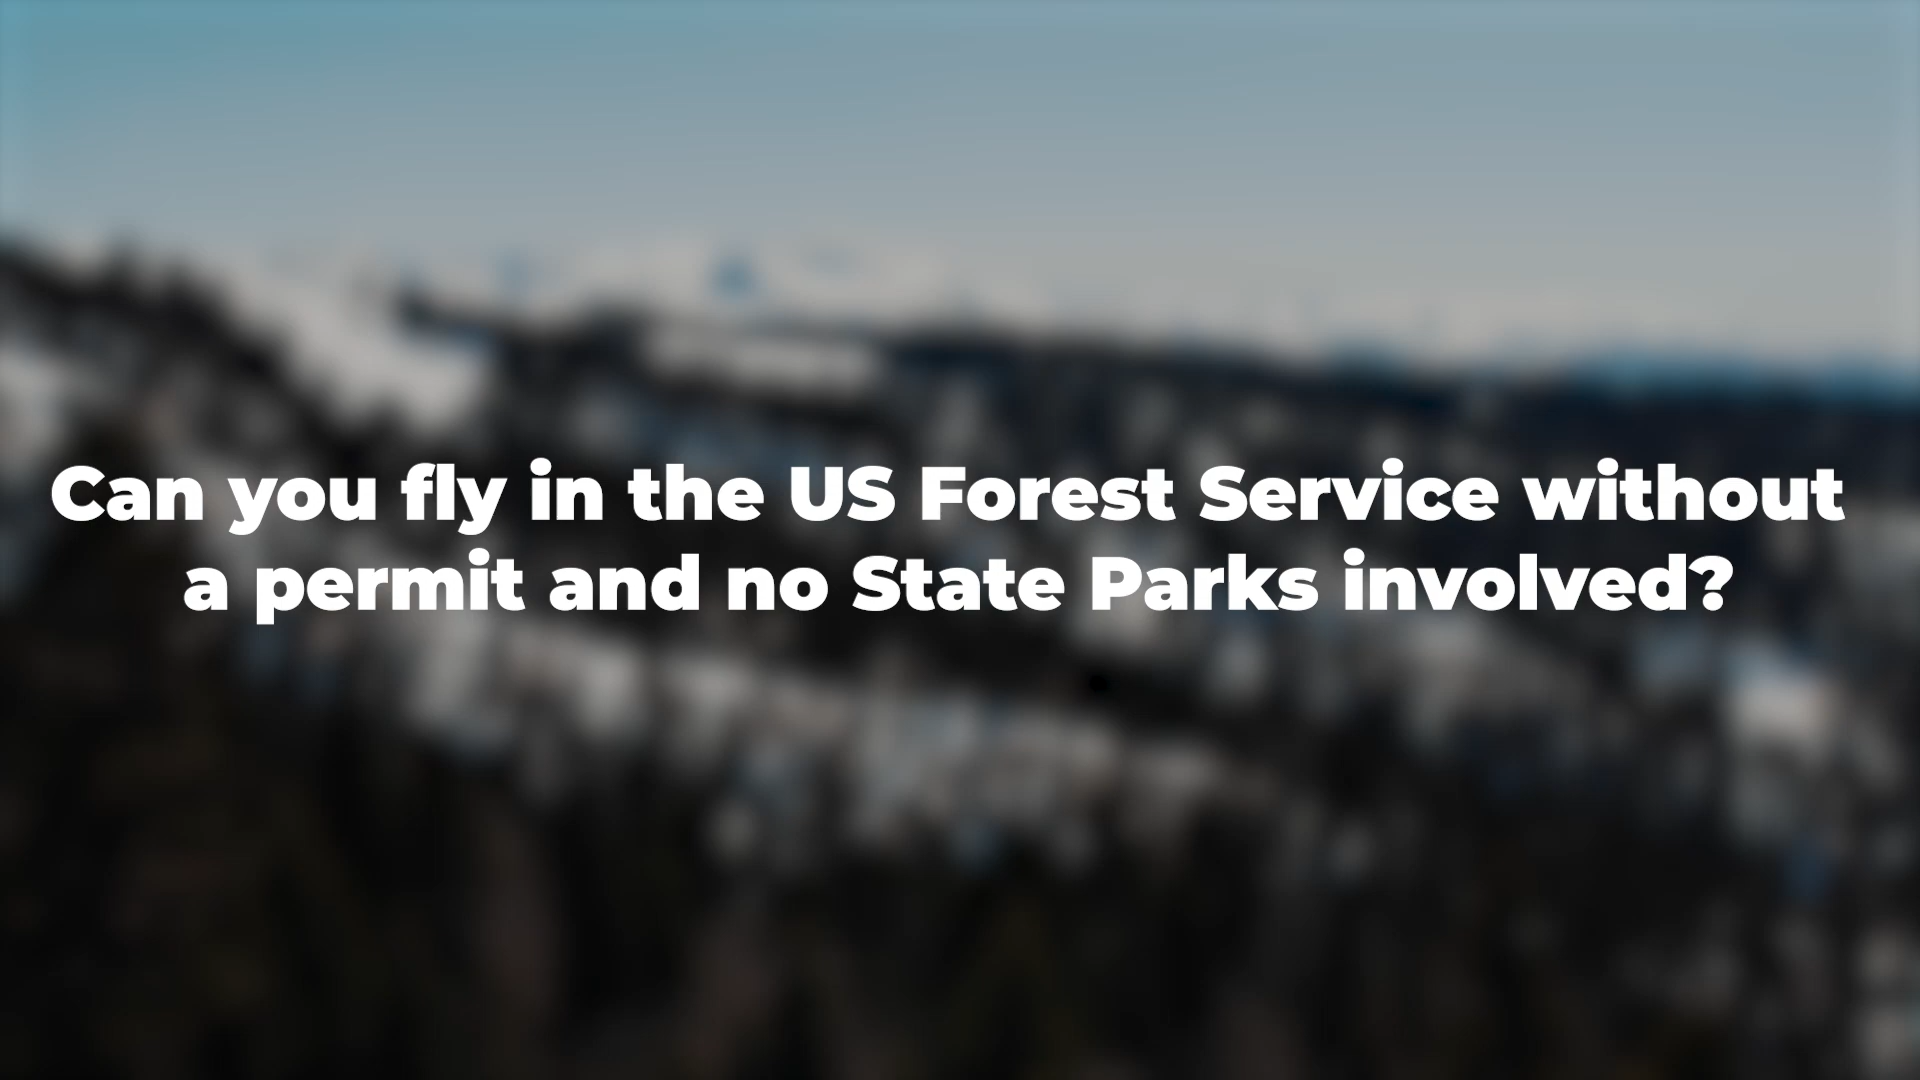 Can you fly in the US Forest Service without
a permit and no State Parks involved?